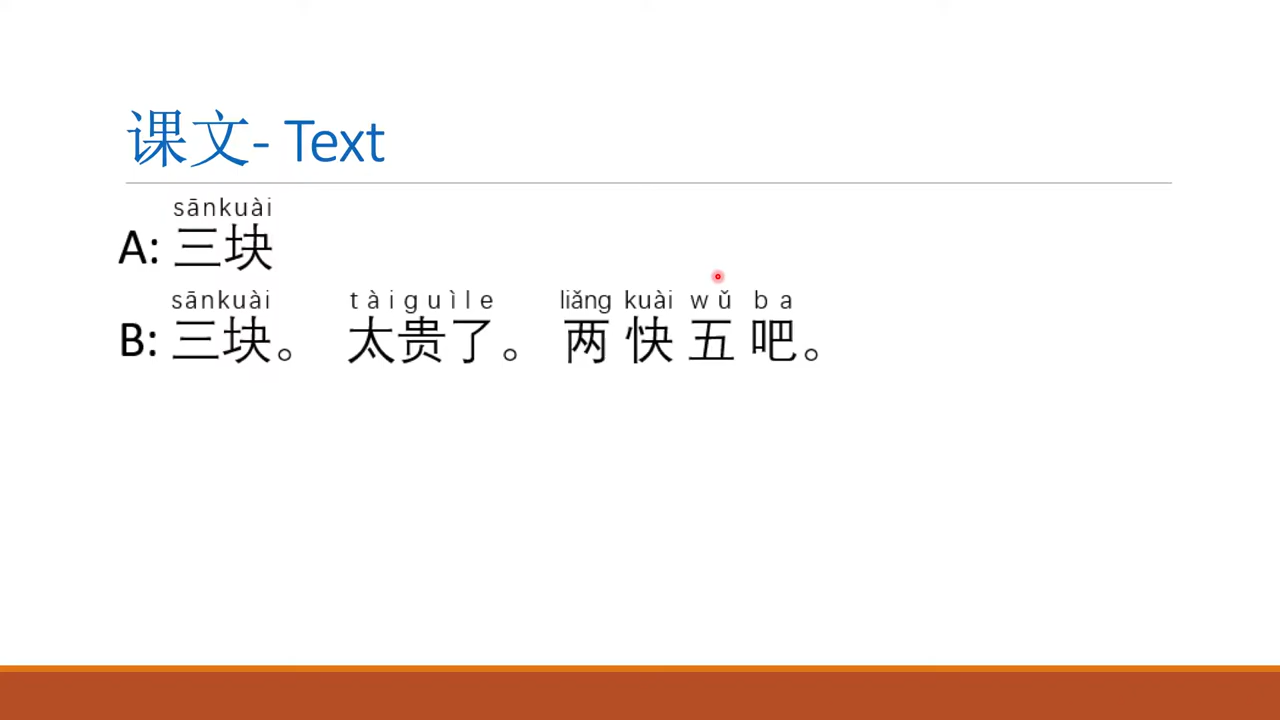 课文- Text
sānkuài
A: 三块
sānkuài tàiguìle liǎng kuài wǔ ba
B: 三块。 太贵了。 两 快 五 吧。